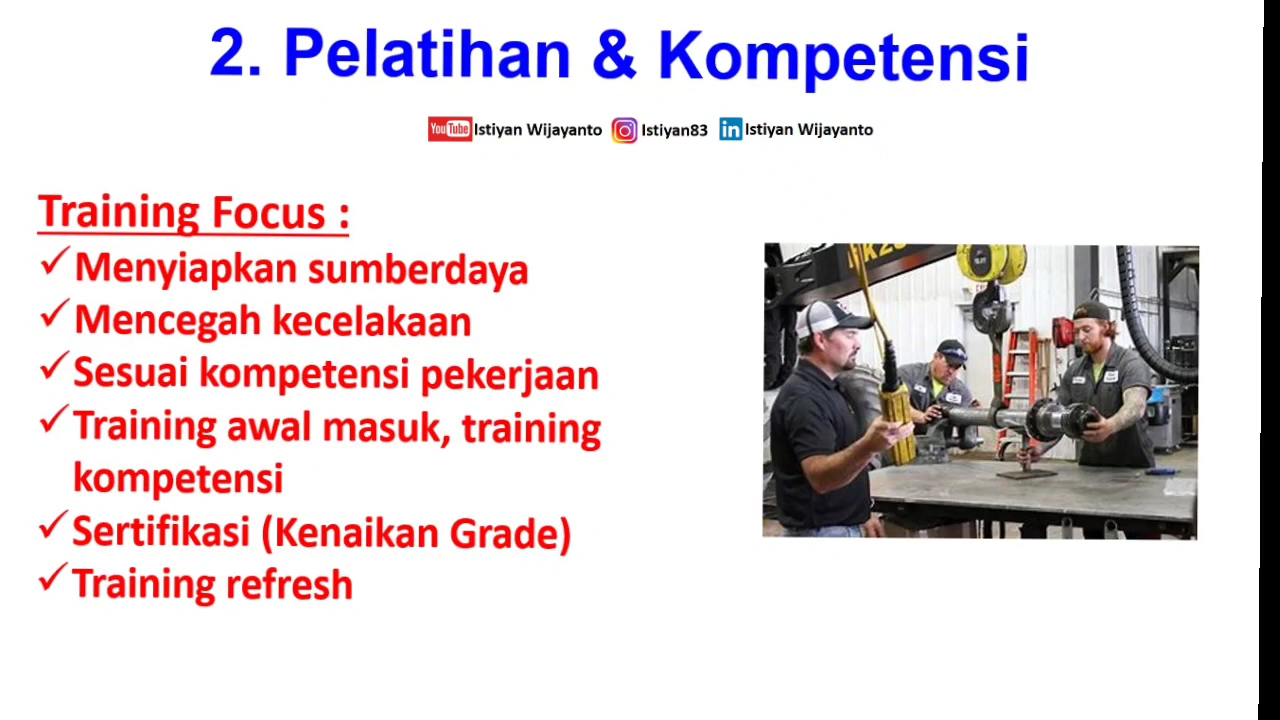 2. Pelatihan & Kompetensi
YouTube Istiyan Wijayanto Istiyan83 in Istiyan Wijayanto
Training Focus :
✓ Menyiapkan sumberdaya
✓ Mencegah kecelakaan
✓ Sesuai kompetensi pekerjaan
✓ Training awal masuk, training
kompetensi
✓ Sertifikasi (Kenaikan Grade)
✓ Training refresh